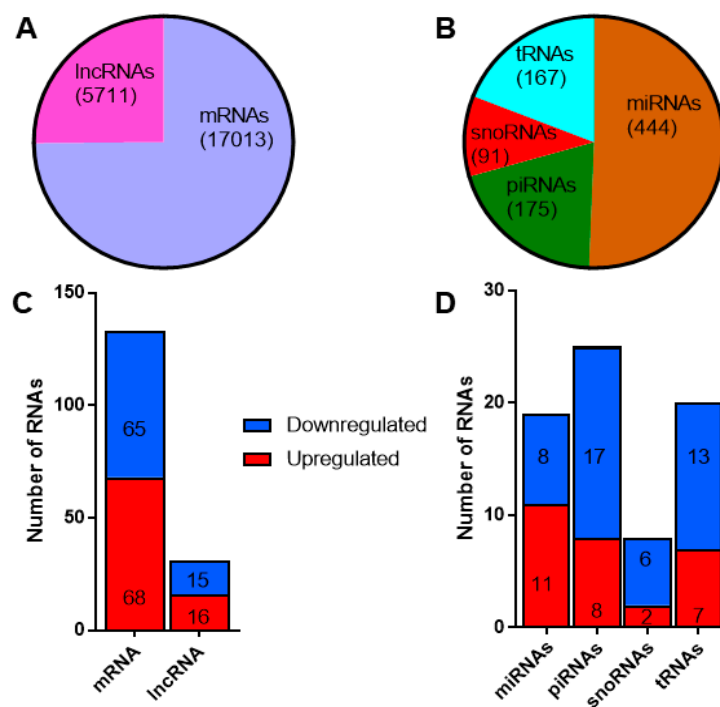 A
lncRNAs
(5711)
mRNAs
(17013)
B
tRNAs
(167)
miRNAs
(444)
snoRNAs
(91)
piRNAs
(175)
C
Number of RNAs
150
100
50
0
65
68
15
16
mRNA
lncRNA
Downregulated
Upregulated
D
Number of RNAs
30
20
10
0
8
11
17
8
6
2
13
7
miRNAs
piRNAs
snoRNAs
tRNAs